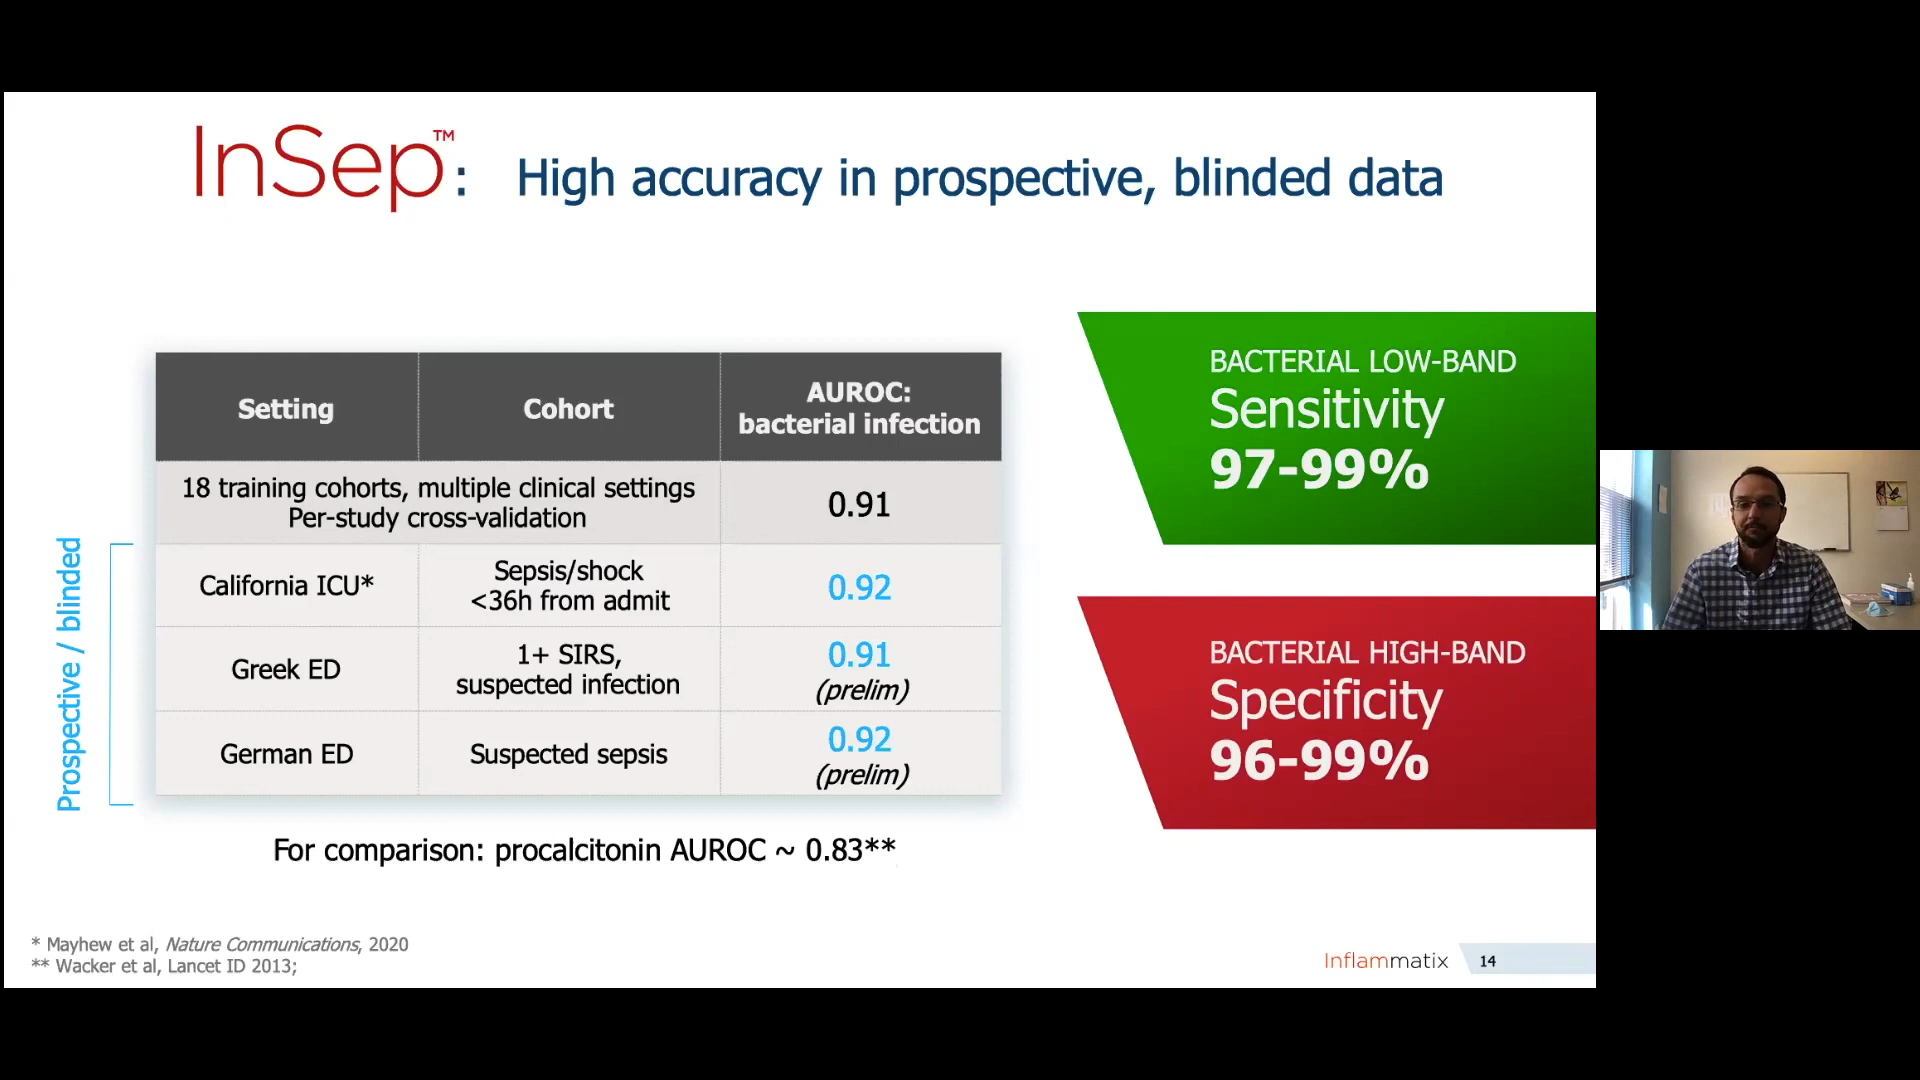 InSep™: High accuracy in prospective, blinded data
Setting
Cohort
AUROC:
bacterial infection
18 training cohorts, multiple clinical settings
Per-study cross-validation
0.91
Prospective / blinded
California ICU*
Sepsis/shock
<36h from admit
0.92
Greek ED
1+ SIRS,
suspected infection
0.91
(prelim)
German ED
Suspected sepsis
0.92
(prelim)
For comparison: procalcitonin AUROC ~ 0.83**
BACTERIAL LOW-BAND
Sensitivity
97-99%
BACTERIAL HIGH-BAND
Specificity
96-99%
* Mayhew et al, Nature Communications, 2020
** Wacker et al, Lancet ID 2013;
Inflammatix
14